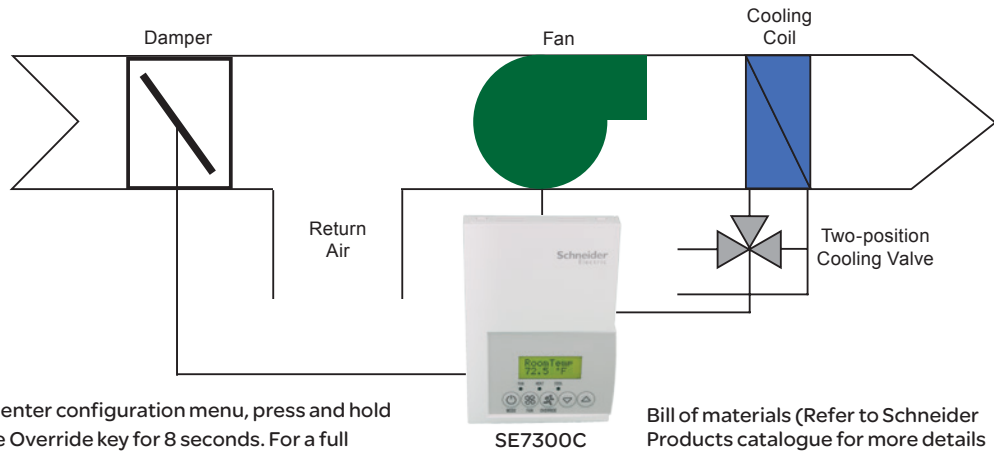 Damper
Fan
Cooling
Coil
Return
Air
Two-position
Cooling Valve
Schneider
Electric
RoomTemp
72.5 °F
SE7300C
enter configuration menu, press and hold
e Override key for 8 seconds. For a full
Bill of materials (Refer to Schneider
Products catalogue for more details